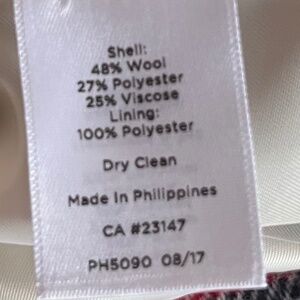 Shell:
48% Wool
27% Polyester
25% Viscose
Lining:
100% Polyester
Dry Clean
Made In Philippines
CA #23147
PH5090 08/17